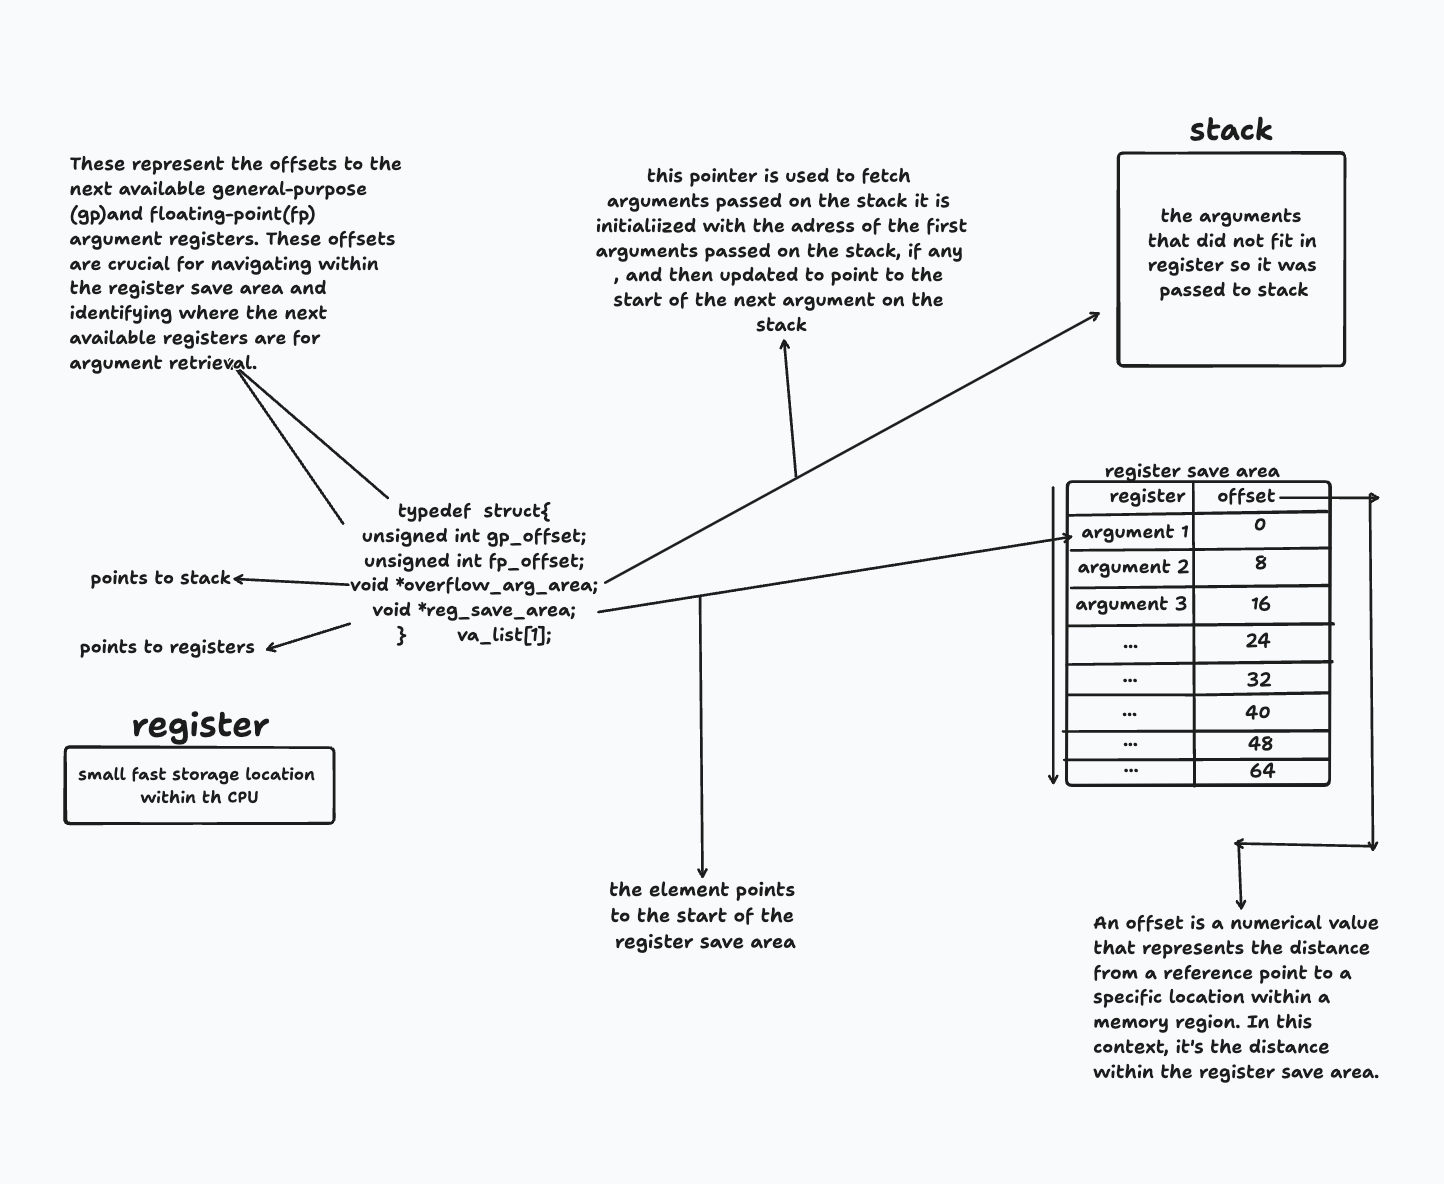 These represent the offsets to the
next available general-purpose
(gp)and floating-point(fp)
argument registers. These offsets
are crucial for navigating within
the register save area and
identifying where the next
available registers are for
argument retrieval.
this pointer is used to fetch
arguments passed on the stack it is
initialiized with the adress of the first
arguments passed on the stack, if any
, and then updated to point to the
start of the next argument on the
stack
stack
the arguments
that did not fit in
register so it was
passed to stack
typedef struct{
unsigned int gp_offset;
unsigned int fp_offset;
void *overflow_arg_area;
void *reg_save_area;
} va_list[1];
points to stack
points to registers
register
small fast storage location
within th CPU
register save area
register offset
argument 1 0
argument 2 8
argument 3 16
... 24
... 32
... 40
... 48
... 64
the element points
to the start of the
register save area
An offset is a numerical value
that represents the distance
from a reference point to a
specific location within a
memory region. In this
context, it's the distance
within the register save area.